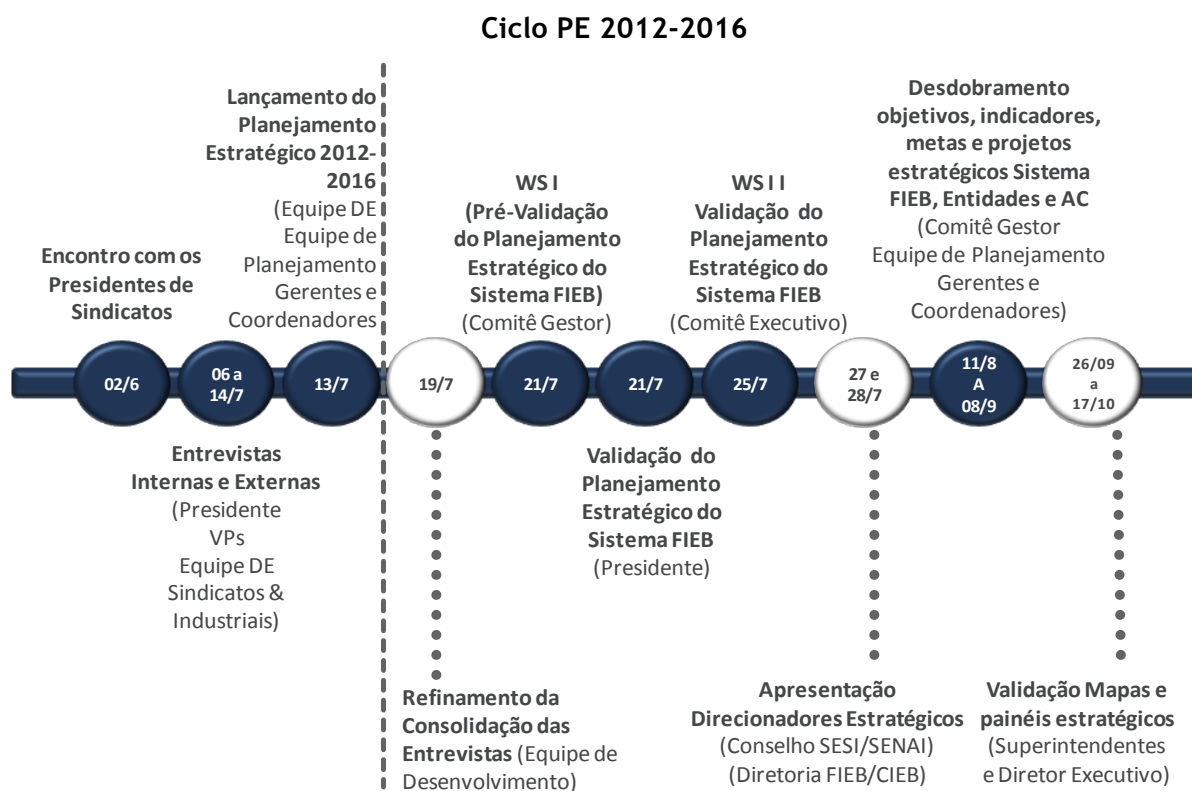 Ciclo PE 2012-2016
Encontro com os
Presidentes de
Sindicatos
Lançamento do
Planejamento
Estratégico 2012-
2016
(Equipe DE
Equipe de
Planejamento
Gerentes e
Coordenadores
WS I
(Pré-Validação
do Planejamento
Estratégico do
Sistema FIEB)
(Comitê Gestor)
WS I I
Validação do
Planejamento
Estratégico do
Sistema FIEB
(Comitê Executivo)
Desdobramento
objetivos, indicadores,
metas e projetos
estratégicos Sistema
FIEB, Entidades e AC
(Comitê Gestor
Equipe de Planejamento
Gerentes e
Coordenadores)
02/6
06 a
14/7
13/7
19/7
21/7
21/7
25/7
27 e
28/7
11/8
A
08/9
26/09
a
17/10
Entrevistas
Internas e Externas
(Presidente
VPs
Equipe DE
Sindicatos &
Industriais)
Validação do
Planejamento
Estratégico do
Sistema FIEB
(Presidente)
Refinamento da
Consolidação das
Entrevistas (Equipe de
Desenvolvimento)
Apresentação
Direcionadores Estratégicos
(Conselho SESI/SENAI)
(Diretoria FIEB/CIEB)
Validação Mapas e
painéis estratégicos
(Superintendentes
e Diretor Executivo)